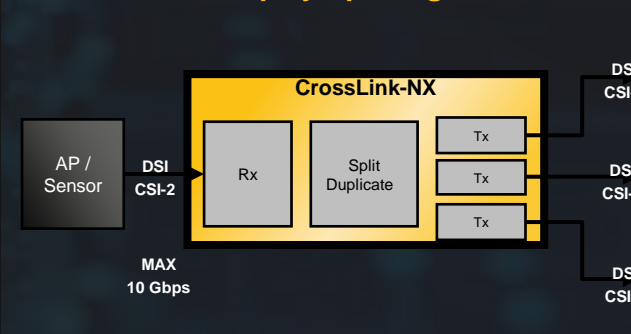 CrossLink-NX
AP /
Sensor
DSI
CSI-2
Rx
Split
Duplicate
Tx
Tx
Tx
MAX
10 Gbps